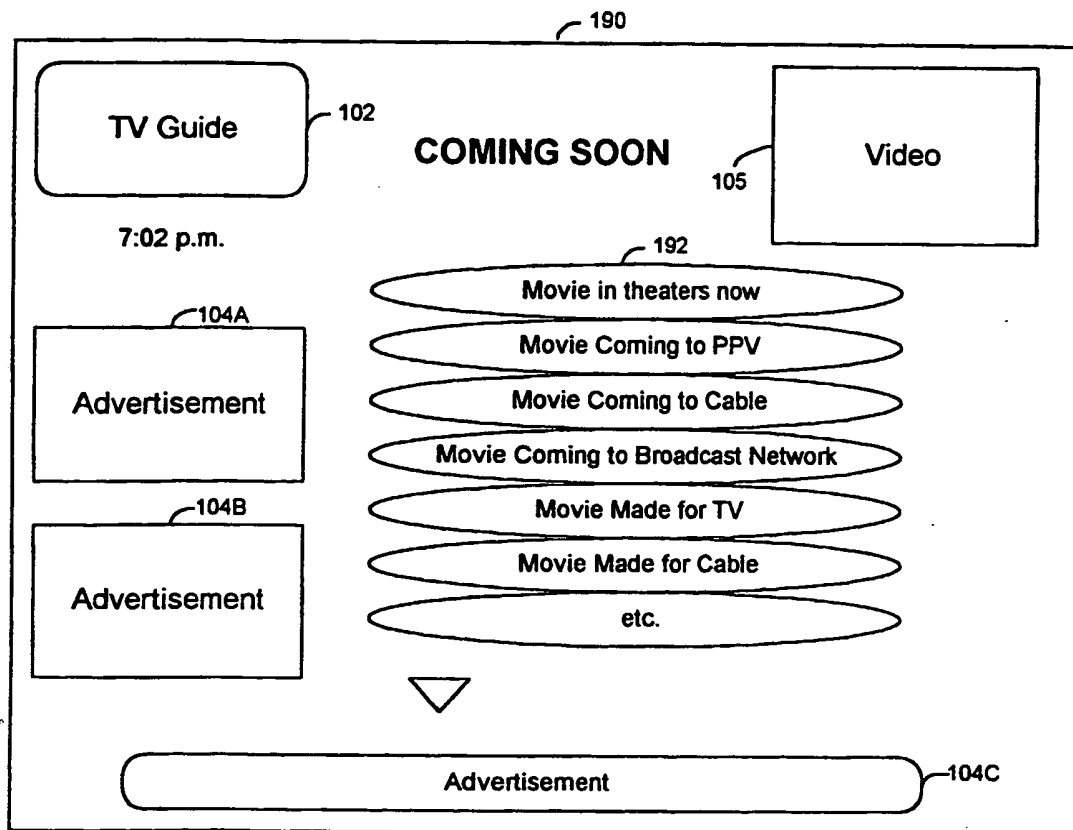 190
TV Guide
102
COMING SOON
105
Video
7:02 p.m.
192
Movie in theaters now
Movie Coming to PPV
Movie Coming to Cable
Movie Coming to Broadcast Network
Movie Made for TV
Movie Made for Cable
etc.
104A
Advertisement
104B
Advertisement
Advertisement
104C